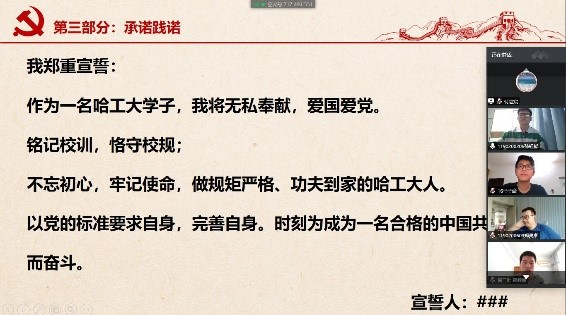 第三部分：承诺践诺
我郑重宣誓：
作为一名哈工大学子，我将无私奉献，爱国爱党。
铭记校训，恪守校规；
不忘初心，牢记使命，做规矩严格、功夫到家的哈工大人。
以党的标准要求自身，完善自身。时刻为成为一名合格的中国共
而奋斗。
宣誓人：###